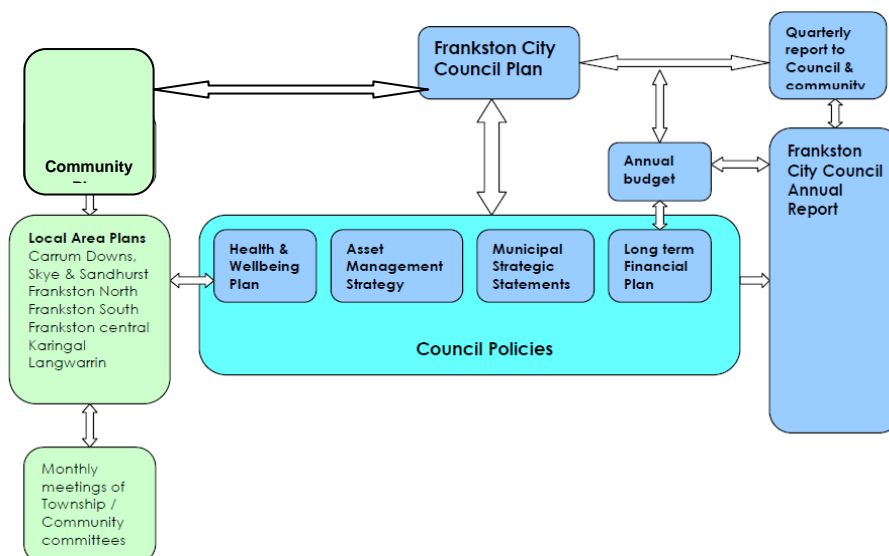 Frankston City
Council Plan
Quarterly
report to
Council &
community
Community
Annual
budget
Frankston
City Council
Annual
Report
Local Area Plans
Carrum Downs,
Skye & Sandhurst
Frankston North
Frankston South
Frankston central
Karingal
Langwarrin
Health &
Wellbeing
Plan
Asset
Management
Strategy
Municipal
Strategic
Statements
Long term
Financial
Plan
Council Policies
Monthly
meetings of
Township /
Community
committees